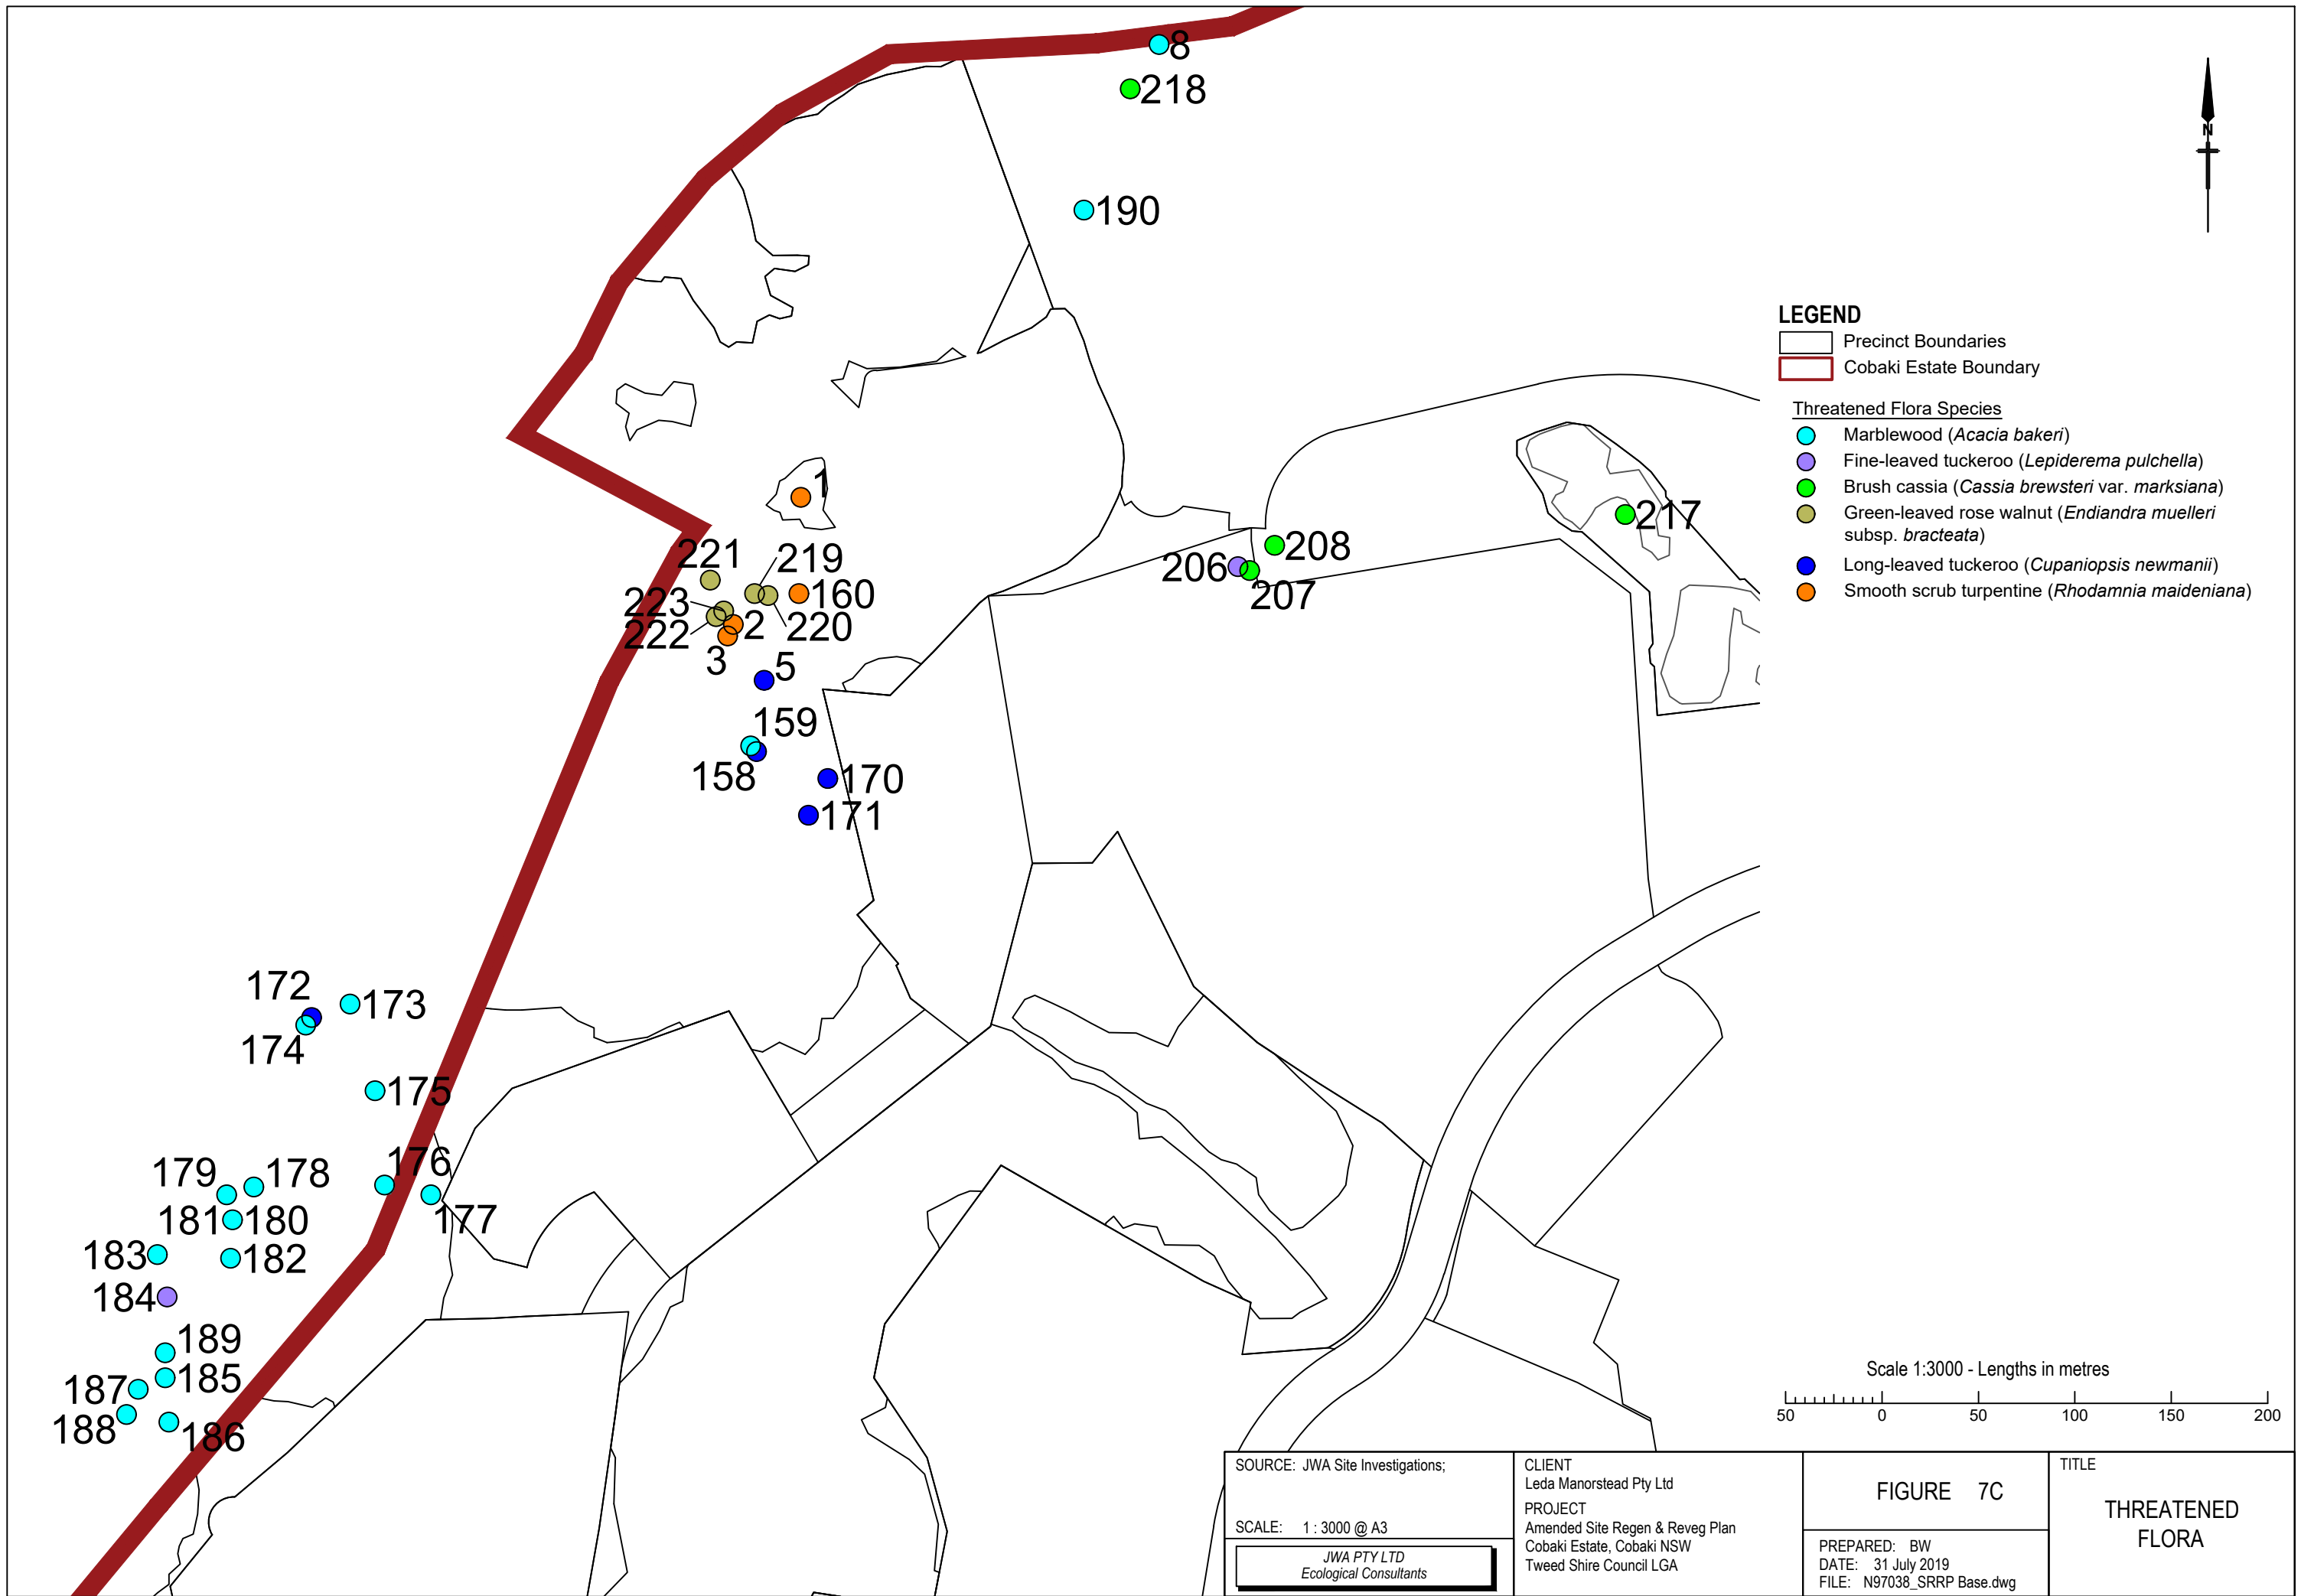 8
218
190
N
LEGEND
Precinct Boundaries
Cobaki Estate Boundary
Threatened Flora Species
Marblewood (Acacia bakeri)
Fine-leaved tuckeroo (Lepiderema pulchella)
Brush cassia (Cassia brewsteri var. marksiana)
Green-leaved rose walnut (Endiandra muelleri
subsp. bracteata)
Long-leaved tuckeroo (Cupaniopsis newmanii)
Smooth scrub turpentine (Rhodamnia maideniana)
1
217
221
219
208
206
207
223
160
222
2
220
3
5
159
158
170
171
172
173
174
175
176
179
178
177
181
180
183
182
184
189
185
187
188
186
Scale 1:3000 - Lengths in metres
50 0 50 100 150 200
SOURCE: JWA Site Investigations;
SCALE: 1 : 3000 @ A3
JWA PTY LTD
Ecological Consultants
CLIENT
Leda Manorstead Pty Ltd
PROJECT
Amended Site Regen & Reveg Plan
Cobaki Estate, Cobaki NSW
Tweed Shire Council LGA
FIGURE 7C
PREPARED: BW
DATE: 31 July 2019
FILE: N97038_SRRP Base.dwg
TITLE
THREATENED
FLORA